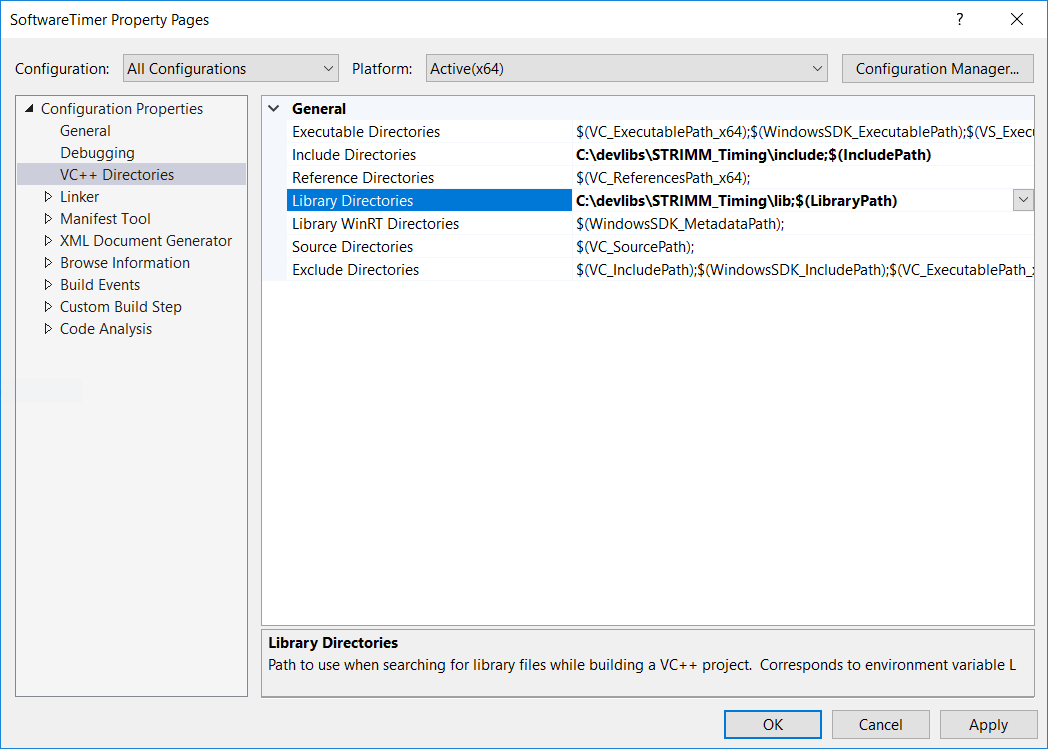 SoftwareTimer Property Pages
?
Configuration: All Configurations Platform: Active(x64) Configuration Manager...
Configuration Properties
General
Debugging
VC++ Directories
Linker
Manifest Tool
XML Document Generator
Browse Information
Build Events
Custom Build Step
Code Analysis
General
Executable Directories $(VC_ExecutablePath_x64);$(WindowsSDK_ExecutablePath);$(VS_Execu
Include Directories C:\devlibs\STRIMM_Timing\include;$(IncludePath)
Reference Directories $(VC_ReferencesPath_x64);
Library Directories C:\devlibs\STRIMM_Timing\lib;$(LibraryPath)
Library WinRT Directories $(WindowsSDK_MetadataPath);
Source Directories $(VC_SourcePath);
Exclude Directories $(VC_IncludePath);$(WindowsSDK_IncludePath);$(VC_ExecutablePath_x
Library Directories
Path to use when searching for library files while building a VC++ project. Corresponds to environment variable L
OK Cancel Apply